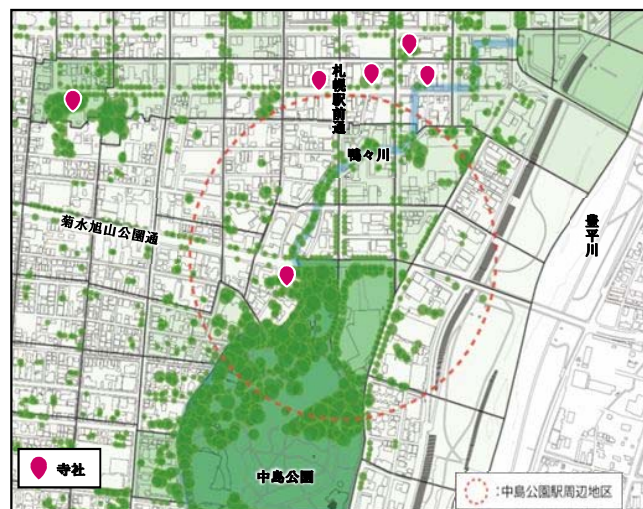 札幌駅前通
鴨々川
菊水旭山公園通
豊平川
中島公園
寺社
:中島公園駅周辺地区